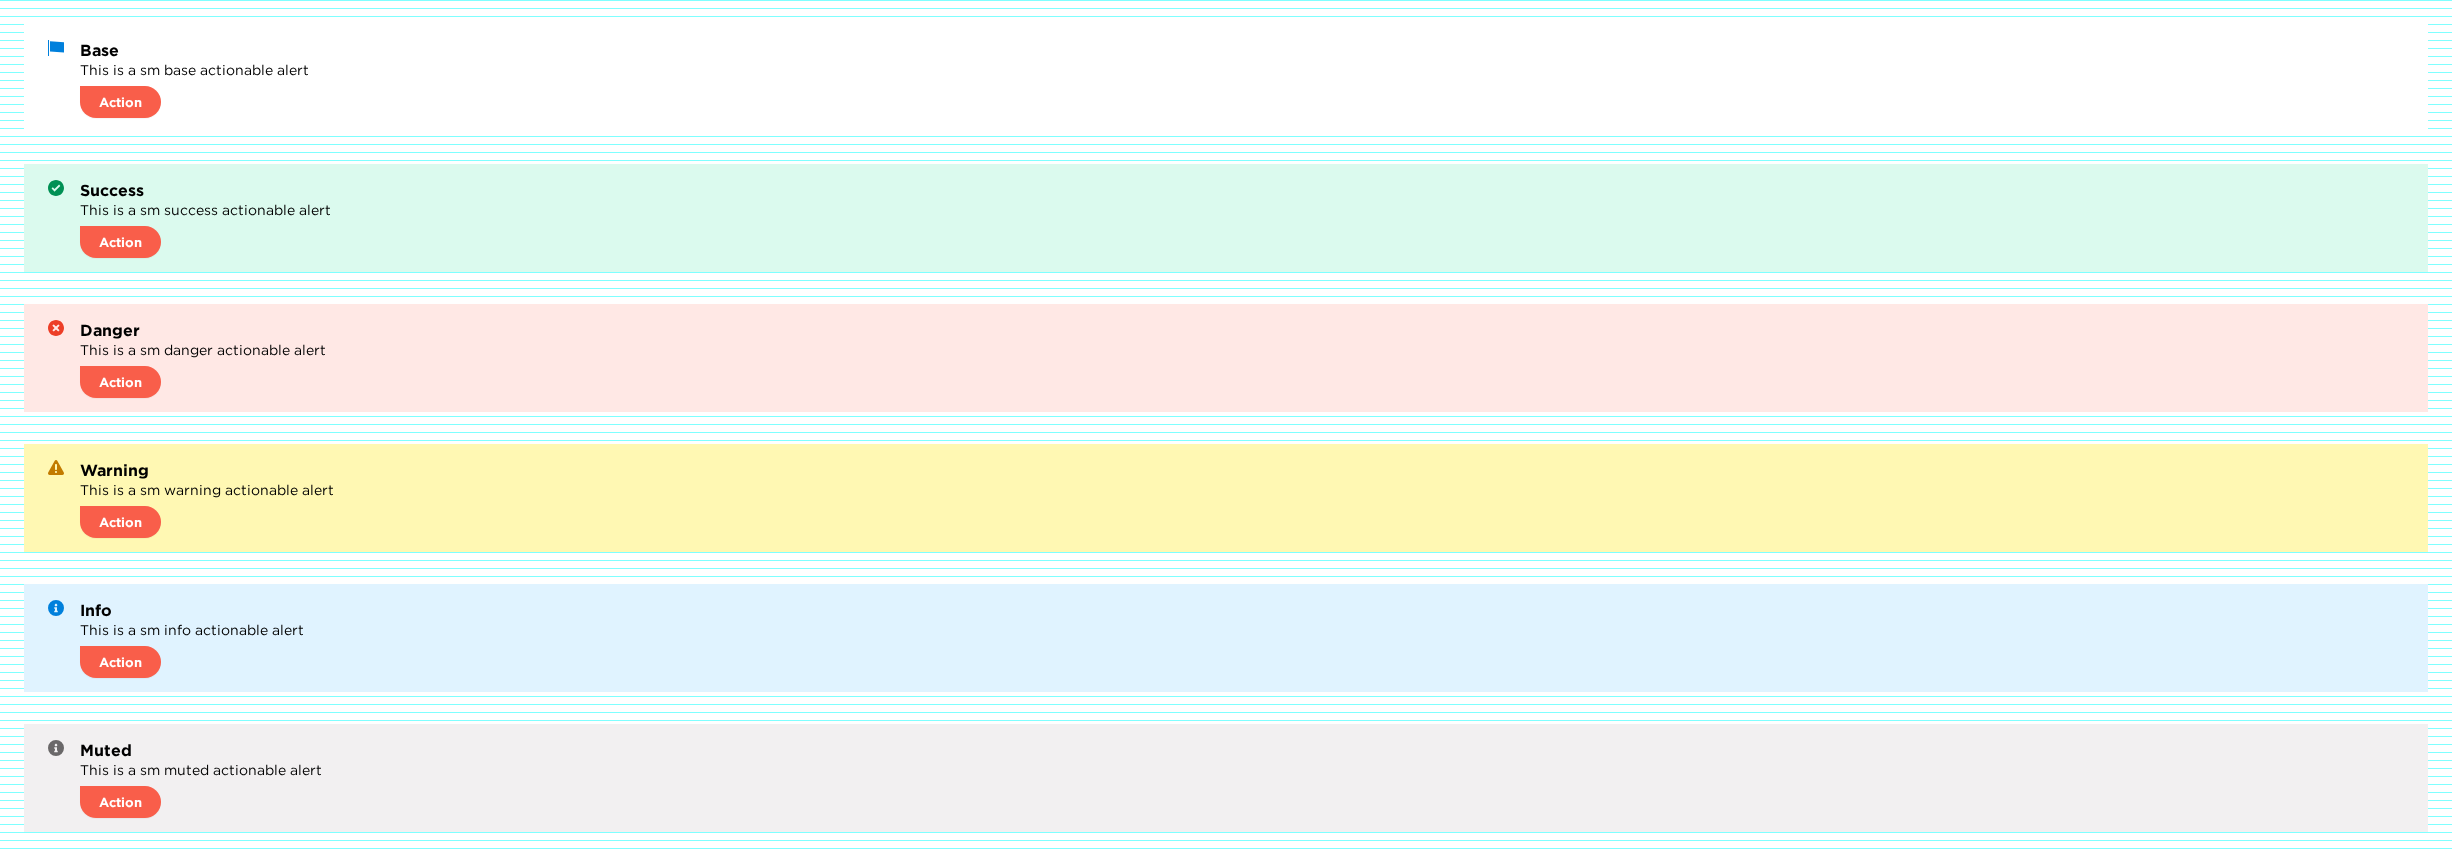 Base
This is a sm base actionable alert
Action
Success
This is a sm success actionable alert
Action
Danger
This is a sm danger actionable alert
Action
Warning
This is a sm warning actionable alert
Action
Info
This is a sm info actionable alert
Action
Muted
This is a sm muted actionable alert
Action